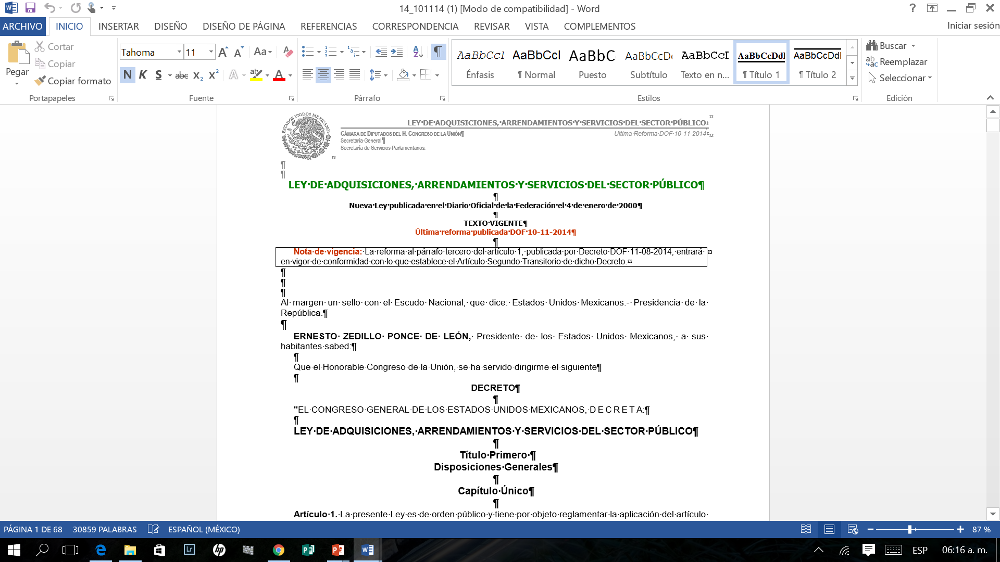 14_101114 (1) [Modo de compatibilidad] - Word
ARCHIVO INICIO INSERTAR DISEÑO DISEÑO DE PÁGINA REFERENCIAS CORRESPONDENCIA REVISAR VISTA COMPLEMENTOS Iniciar sesión
Pegar
Cortar
Copiar
Copiar formato
Portapapeles
Tahoma 11
N K S abc X₂ X²
Fuente
Párrafo
AaBbCcI AaBbCcI AaBbC AaBbCcDc AaBbCcI AaBbCcDdI AaBbCcDdI
Énfasis ¶ Normal Puesto Subtítulo Texto en n... ¶ Título 1 ¶ Título 2
Estilos
Buscar
Reemplazar
Seleccionar
Edición
ESTADOS UNIDOS MEXICANOS
LEY·DE·ADQUISICIONES,·ARRENDAMIENTOS·Y·SERVICIOS·DEL·SECTOR·PÚBLICO¤
CÁMARA·DE·DIPUTADOS·DEL·H.·CONGRESO·DE·LA·UNIÓN¶ Última·Reforma·DOF·10-11-2014¤
Secretaría·General¶
Secretaría·de·Servicios·Parlamentarios.
¶
¶
LEY·DE·ADQUISICIONES,·ARRENDAMIENTOS·Y·SERVICIOS·DEL·SECTOR·PÚBLICO¶
¶
Nueva·Ley·publicada·en·el·Diario·Oficial·de·la·Federación·el·4·de·enero·de·2000¶
¶
TEXTO·VIGENTE¶
Última·reforma·publicada·DOF·10-11-2014¶
¶
Nota·de·vigencia:·La·reforma·al·párrafo·tercero·del·artículo·1,·publicada·por·Decreto·DOF·11-08-2014,·entrará·
en·vigor·de·conformidad·con·lo·que·establece·el·Artículo·Segundo·Transitorio·de·dicho·Decreto.¤
¶
¶
¶
Al·margen·un·sello·con·el·Escudo·Nacional,·que·dice:·Estados·Unidos·Mexicanos.-·Presidencia·de·la·
República.¶
¶
ERNESTO·ZEDILLO·PONCE·DE·LEÓN,·Presidente·de·los·Estados·Unidos·Mexicanos,·a·sus·
habitantes·sabed:¶
¶
Que·el·Honorable·Congreso·de·la·Unión,·se·ha·servido·dirigirme·el·siguiente¶
¶
DECRETO¶
¶
"EL·CONGRESO·GENERAL·DE·LOS·ESTADOS·UNIDOS·MEXICANOS,·D E C R E T A:¶
¶
LEY·DE·ADQUISICIONES,·ARRENDAMIENTOS·Y·SERVICIOS·DEL·SECTOR·PÚBLICO¶
¶
Título·Primero·¶
Disposiciones·Generales¶
¶
Capítulo·Único¶
¶
Artículo·1.·La·presente·Ley·es·de·orden·público·y·tiene·por·objeto·reglamentar·la·aplicación·del·artículo·
PÁGINA 1 DE 68 30859 PALABRAS ESPAÑOL (MÉXICO) 87 %
ESP 06:16 a. m.